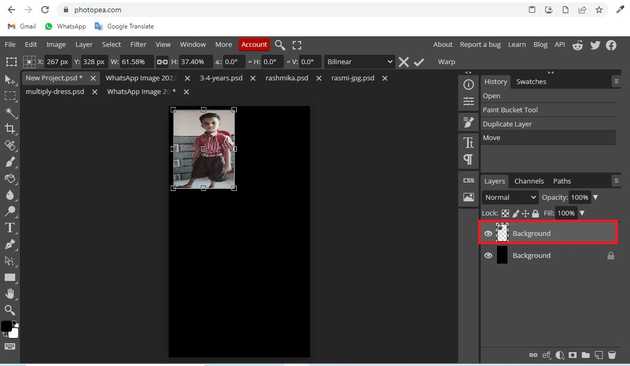 photopea.com
Gmail WhatsApp Google Translate
File Edit Image Layer Select Filter View Window More Account About Report a bug Learn Blog API
X: 267 px Y: 328 px W: 61.58% H: 37.40% 0.0° H: 0.0° V: 0.0° Bilinear Warp
New Project.psd * WhatsApp Image 202 3-4-years.psd rashmika.psd rasmi-jpg.psd
multiply-dress.psd WhatsApp Image 2 *
History Swatches
Open
Paint Bucket Tool
Duplicate Layer
Move
CSS
Layers Channels Paths
Normal Opacity: 100%
Lock: Fill: 100%
Background
Background
eff